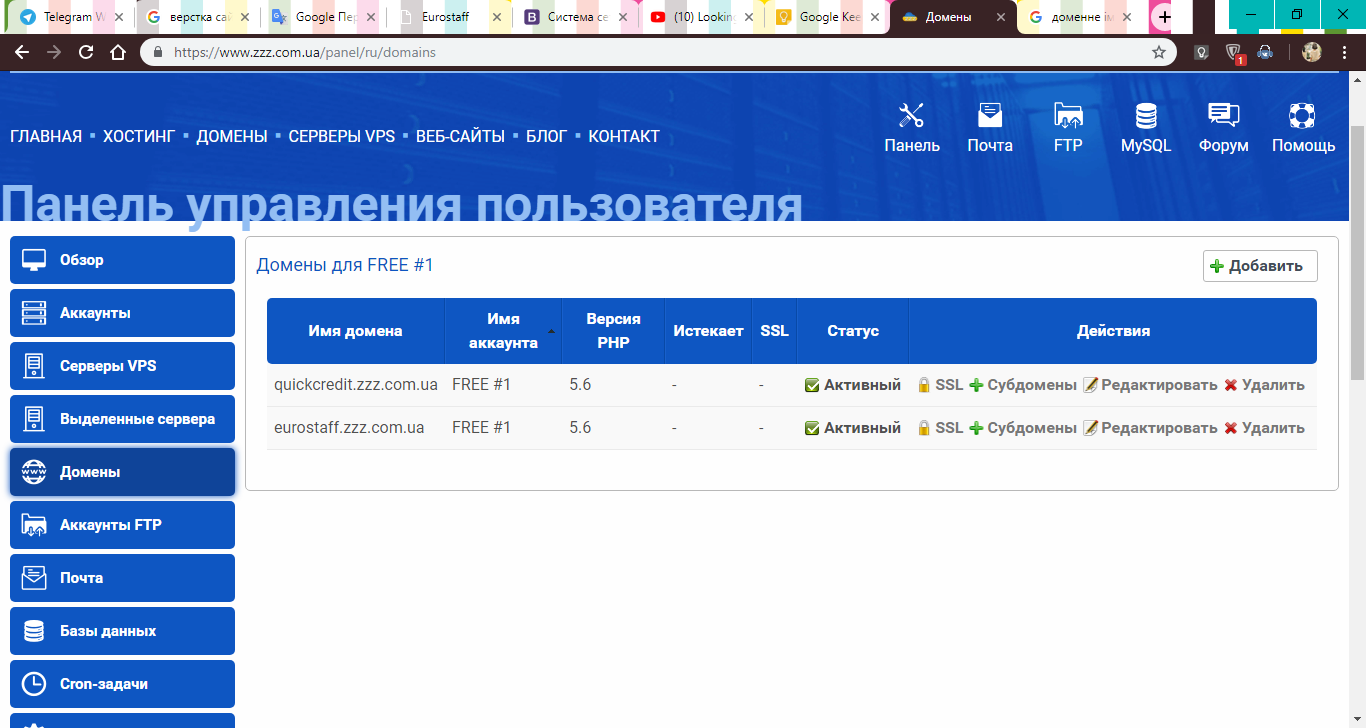 Telegram W
верстка сай
Google Пер
Eurostaff
Система се
(10) Looking
Google Kee
Домены
доменне ім
https://www.zzz.com.ua/panel/ru/domains
1
ГЛАВНАЯ ХОСТИНГ ДОМЕНЫ СЕРВЕРЫ VPS ВЕБ-САЙТЫ БЛОГ КОНТАКТ
Панель Почта FTP MySQL Форум Помощь
Панель управления пользователя
Обзор
Аккаунты
Серверы VPS
Выделенные сервера
Домены
Аккаунты FTP
Почта
Базы данных
Cron-задачи
Домены для FREE #1
Добавить
Имя домена Имя аккаунта Версия PHP Истекает SSL Статус Действия
quickcredit.zzz.com.ua FREE #1 5.6 - - Активный SSL Субдомены Редактировать Удалить
eurostaff.zzz.com.ua FREE #1 5.6 - - Активный SSL Субдомены Редактировать Удалить